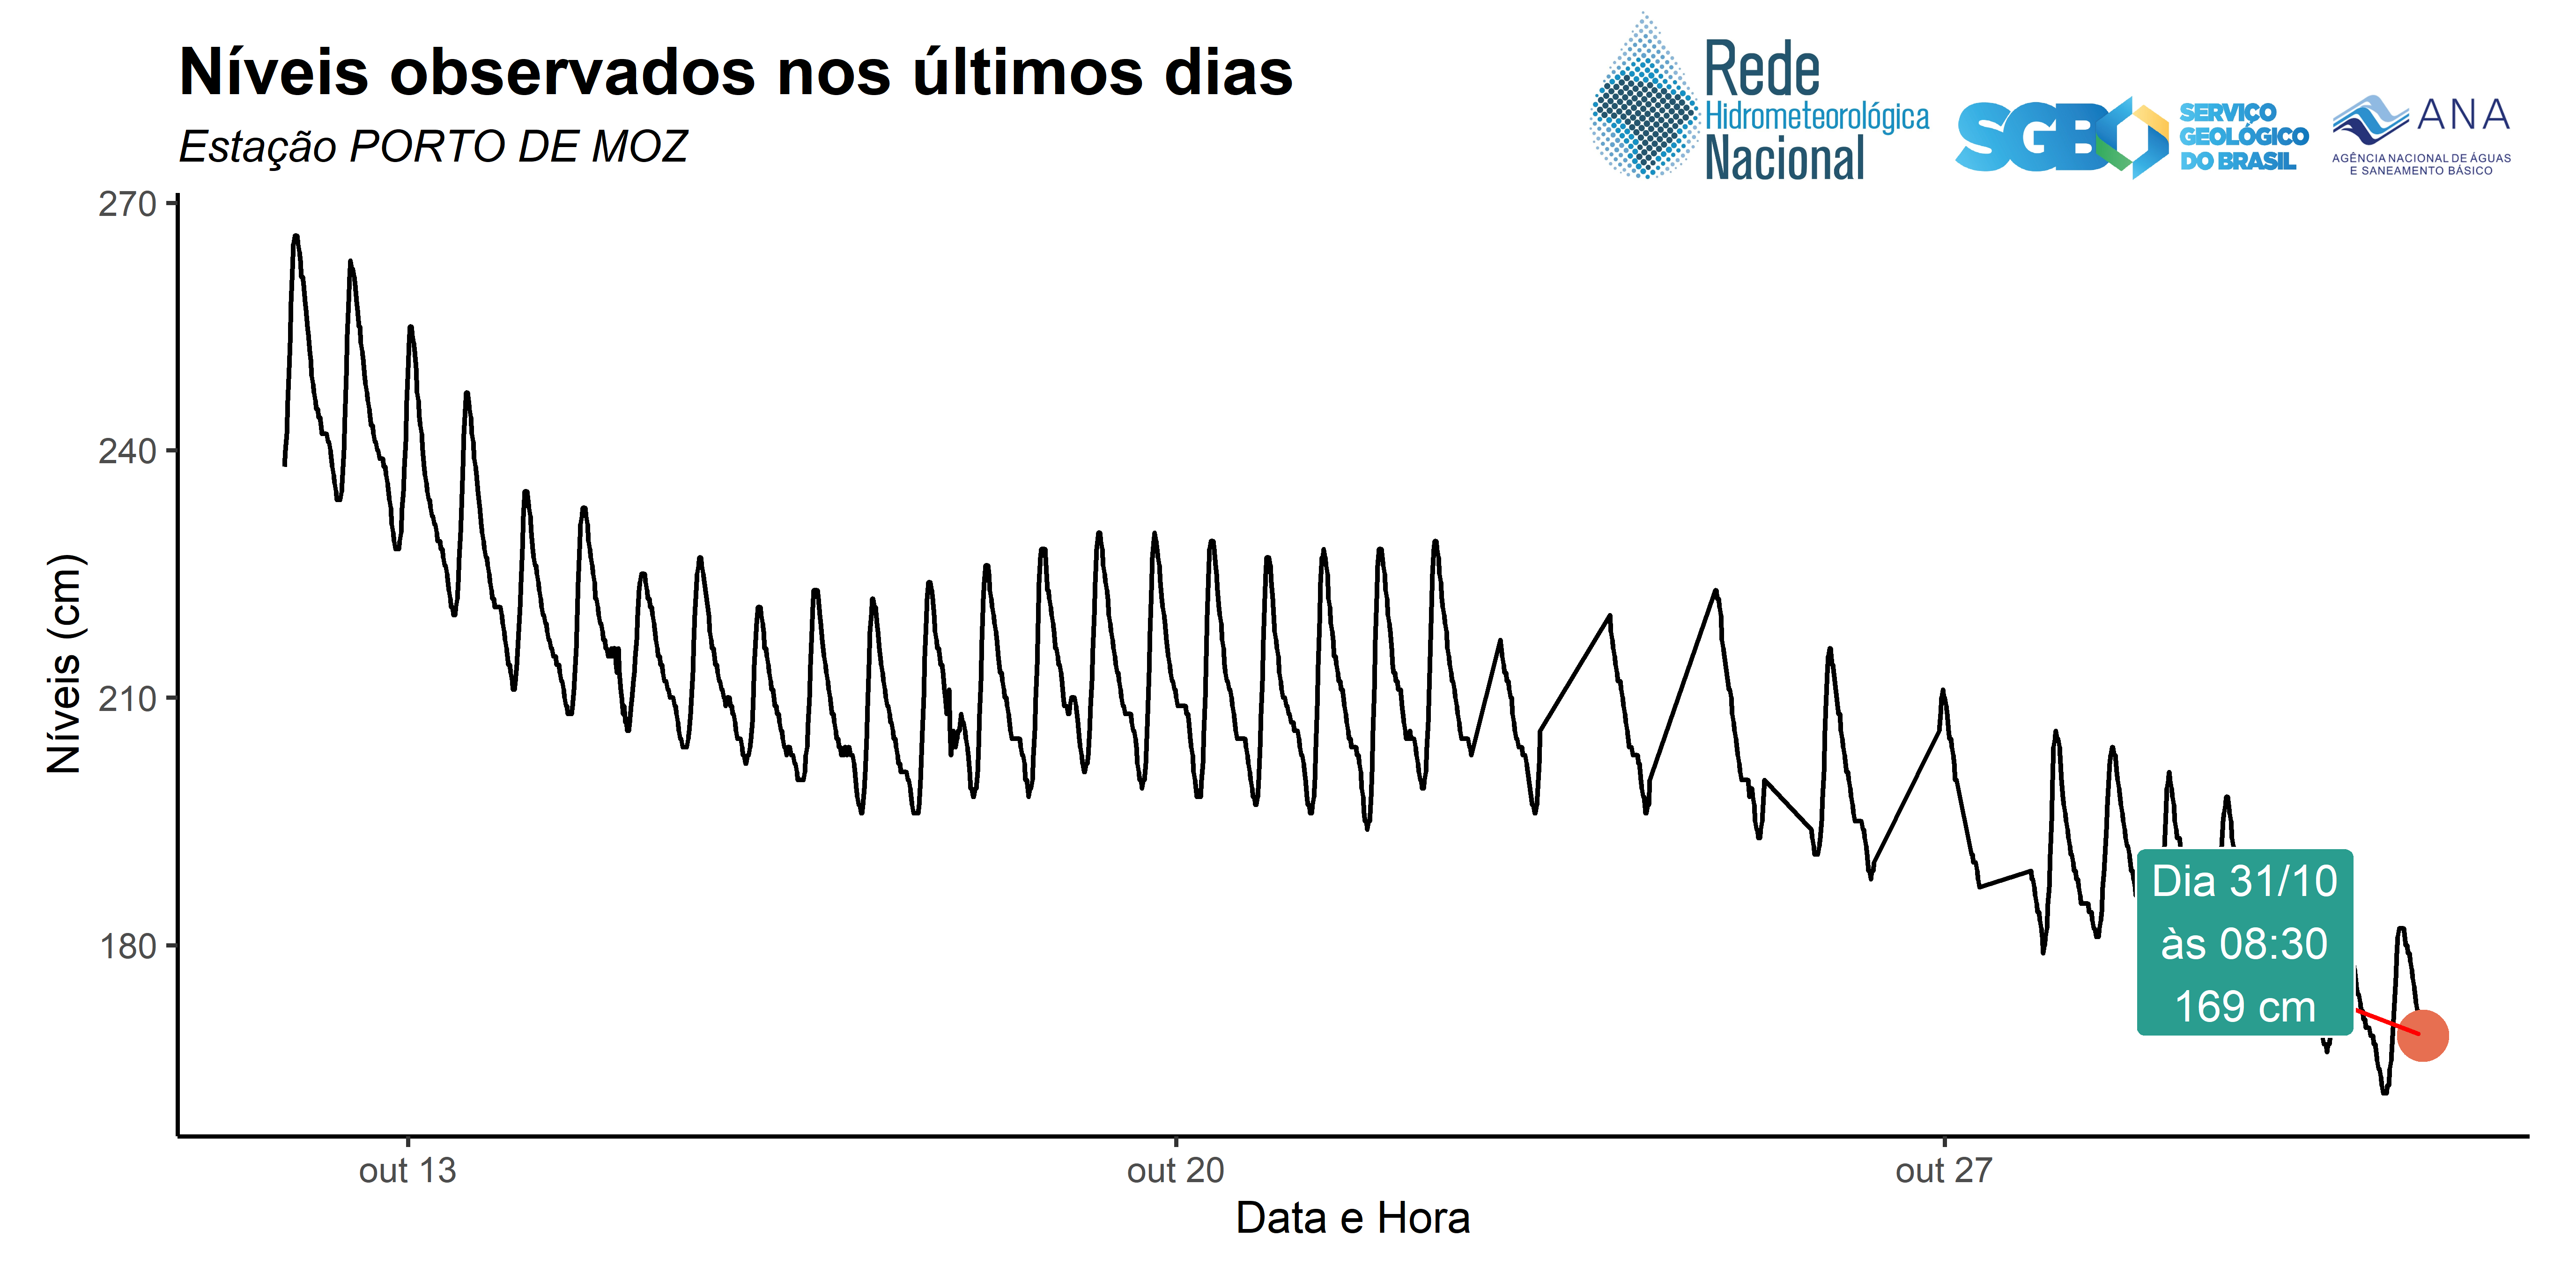 Níveis observados nos últimos dias
Estação PORTO DE MOZ
Rede
Hidrometeorológica
Nacional
SGB
SERVIÇO
GEOLÓGICO
DO BRASIL
ANA
AGÊNCIA NACIONAL DE ÁGUAS
E SANEAMENTO BÁSICO
Níveis (cm)
270
240
210
180
Dia 31/10
às 08:30
169 cm
out 13
out 20
out 27
Data e Hora